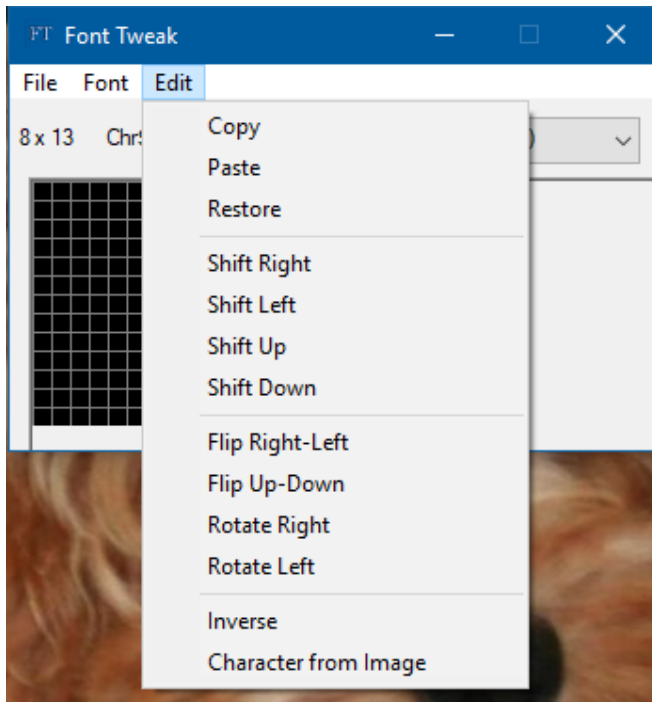 FT Font Tweak
File Font Edit
8 x 13
Copy
Paste
Restore
Shift Right
Shift Left
Shift Up
Shift Down
Flip Right-Left
Flip Up-Down
Rotate Right
Rotate Left
Inverse
Character from Image